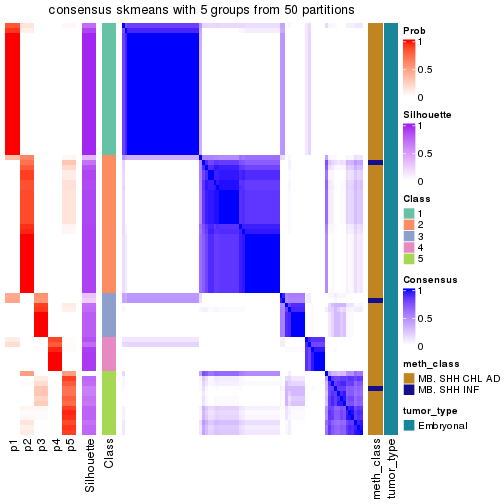 consensus skmeans with 5 groups from 50 partitions
Prob
1
0.5
0
Silhouette
1
0.5
0
Class
1
2
3
4
5
Consensus
1
0.5
0
meth_class
MB. SHH CHL AD
MB. SHH INF
tumor_type
Embryonal
p1
p2
p3
p4
p5
Silhouette
Class
meth_class
tumor_type